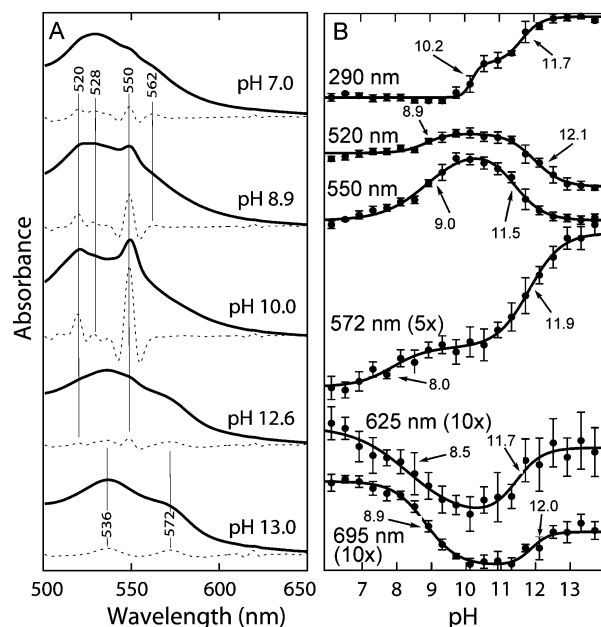 A
520
528
550
562
pH 7.0
pH 8.9
pH 10.0
pH 12.6
pH 13.0
536
572
Absorbance
500 550 600 650
Wavelength (nm)
B
10.2
11.7
290 nm
8.9
520 nm
12.1
550 nm
9.0
11.5
572 nm (5x)
11.9
8.0
625 nm (10x)
8.5
11.7
8.9
12.0
695 nm
(10x)
7 8 9 10 11 12 13
pH